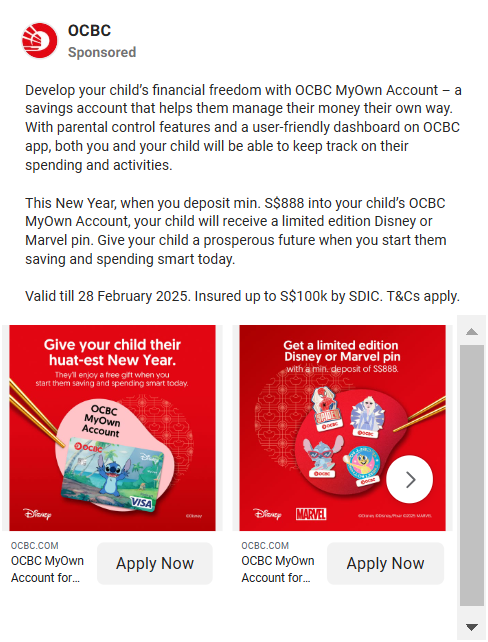 OCBC
Sponsored
Develop your child’s financial freedom with OCBC MyOwn Account – a
savings account that helps them manage their money their own way.
With parental control features and a user-friendly dashboard on OCBC
app, both you and your child will be able to keep track on their
spending and activities.
This New Year, when you deposit min. S$888 into your child’s OCBC
MyOwn Account, your child will receive a limited edition Disney or
Marvel pin. Give your child a prosperous future when you start them
saving and spending smart today.
Valid till 28 February 2025. Insured up to S$100k by SDIC. T&Cs apply.
Give your child their
huat-est New Year.
They'll enjoy a free gift when you
start them saving and spending smart today.
OCBC
MyOwn
Account
OCBC
Disney
VISA
Disney
©Disney
Get a limited edition
Disney or Marvel pin
with a min. deposit of S$888.
OCBC
OCBC
OCBC
OCBC
Disney
MARVEL
©Disney ©Disney/Pixar ©2025 MARVEL
OCBC.COM
OCBC MyOwn
Account for...
Apply Now
OCBC.COM
OCBC MyOwn
Account for...
Apply Now